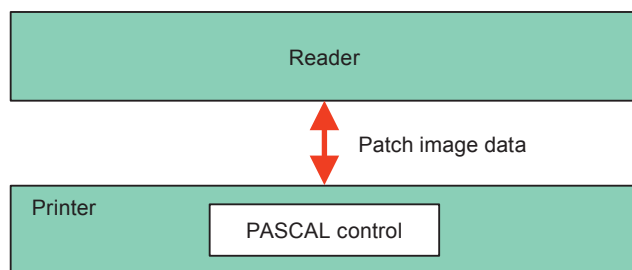 Reader
Patch image data
Printer
PASCAL control